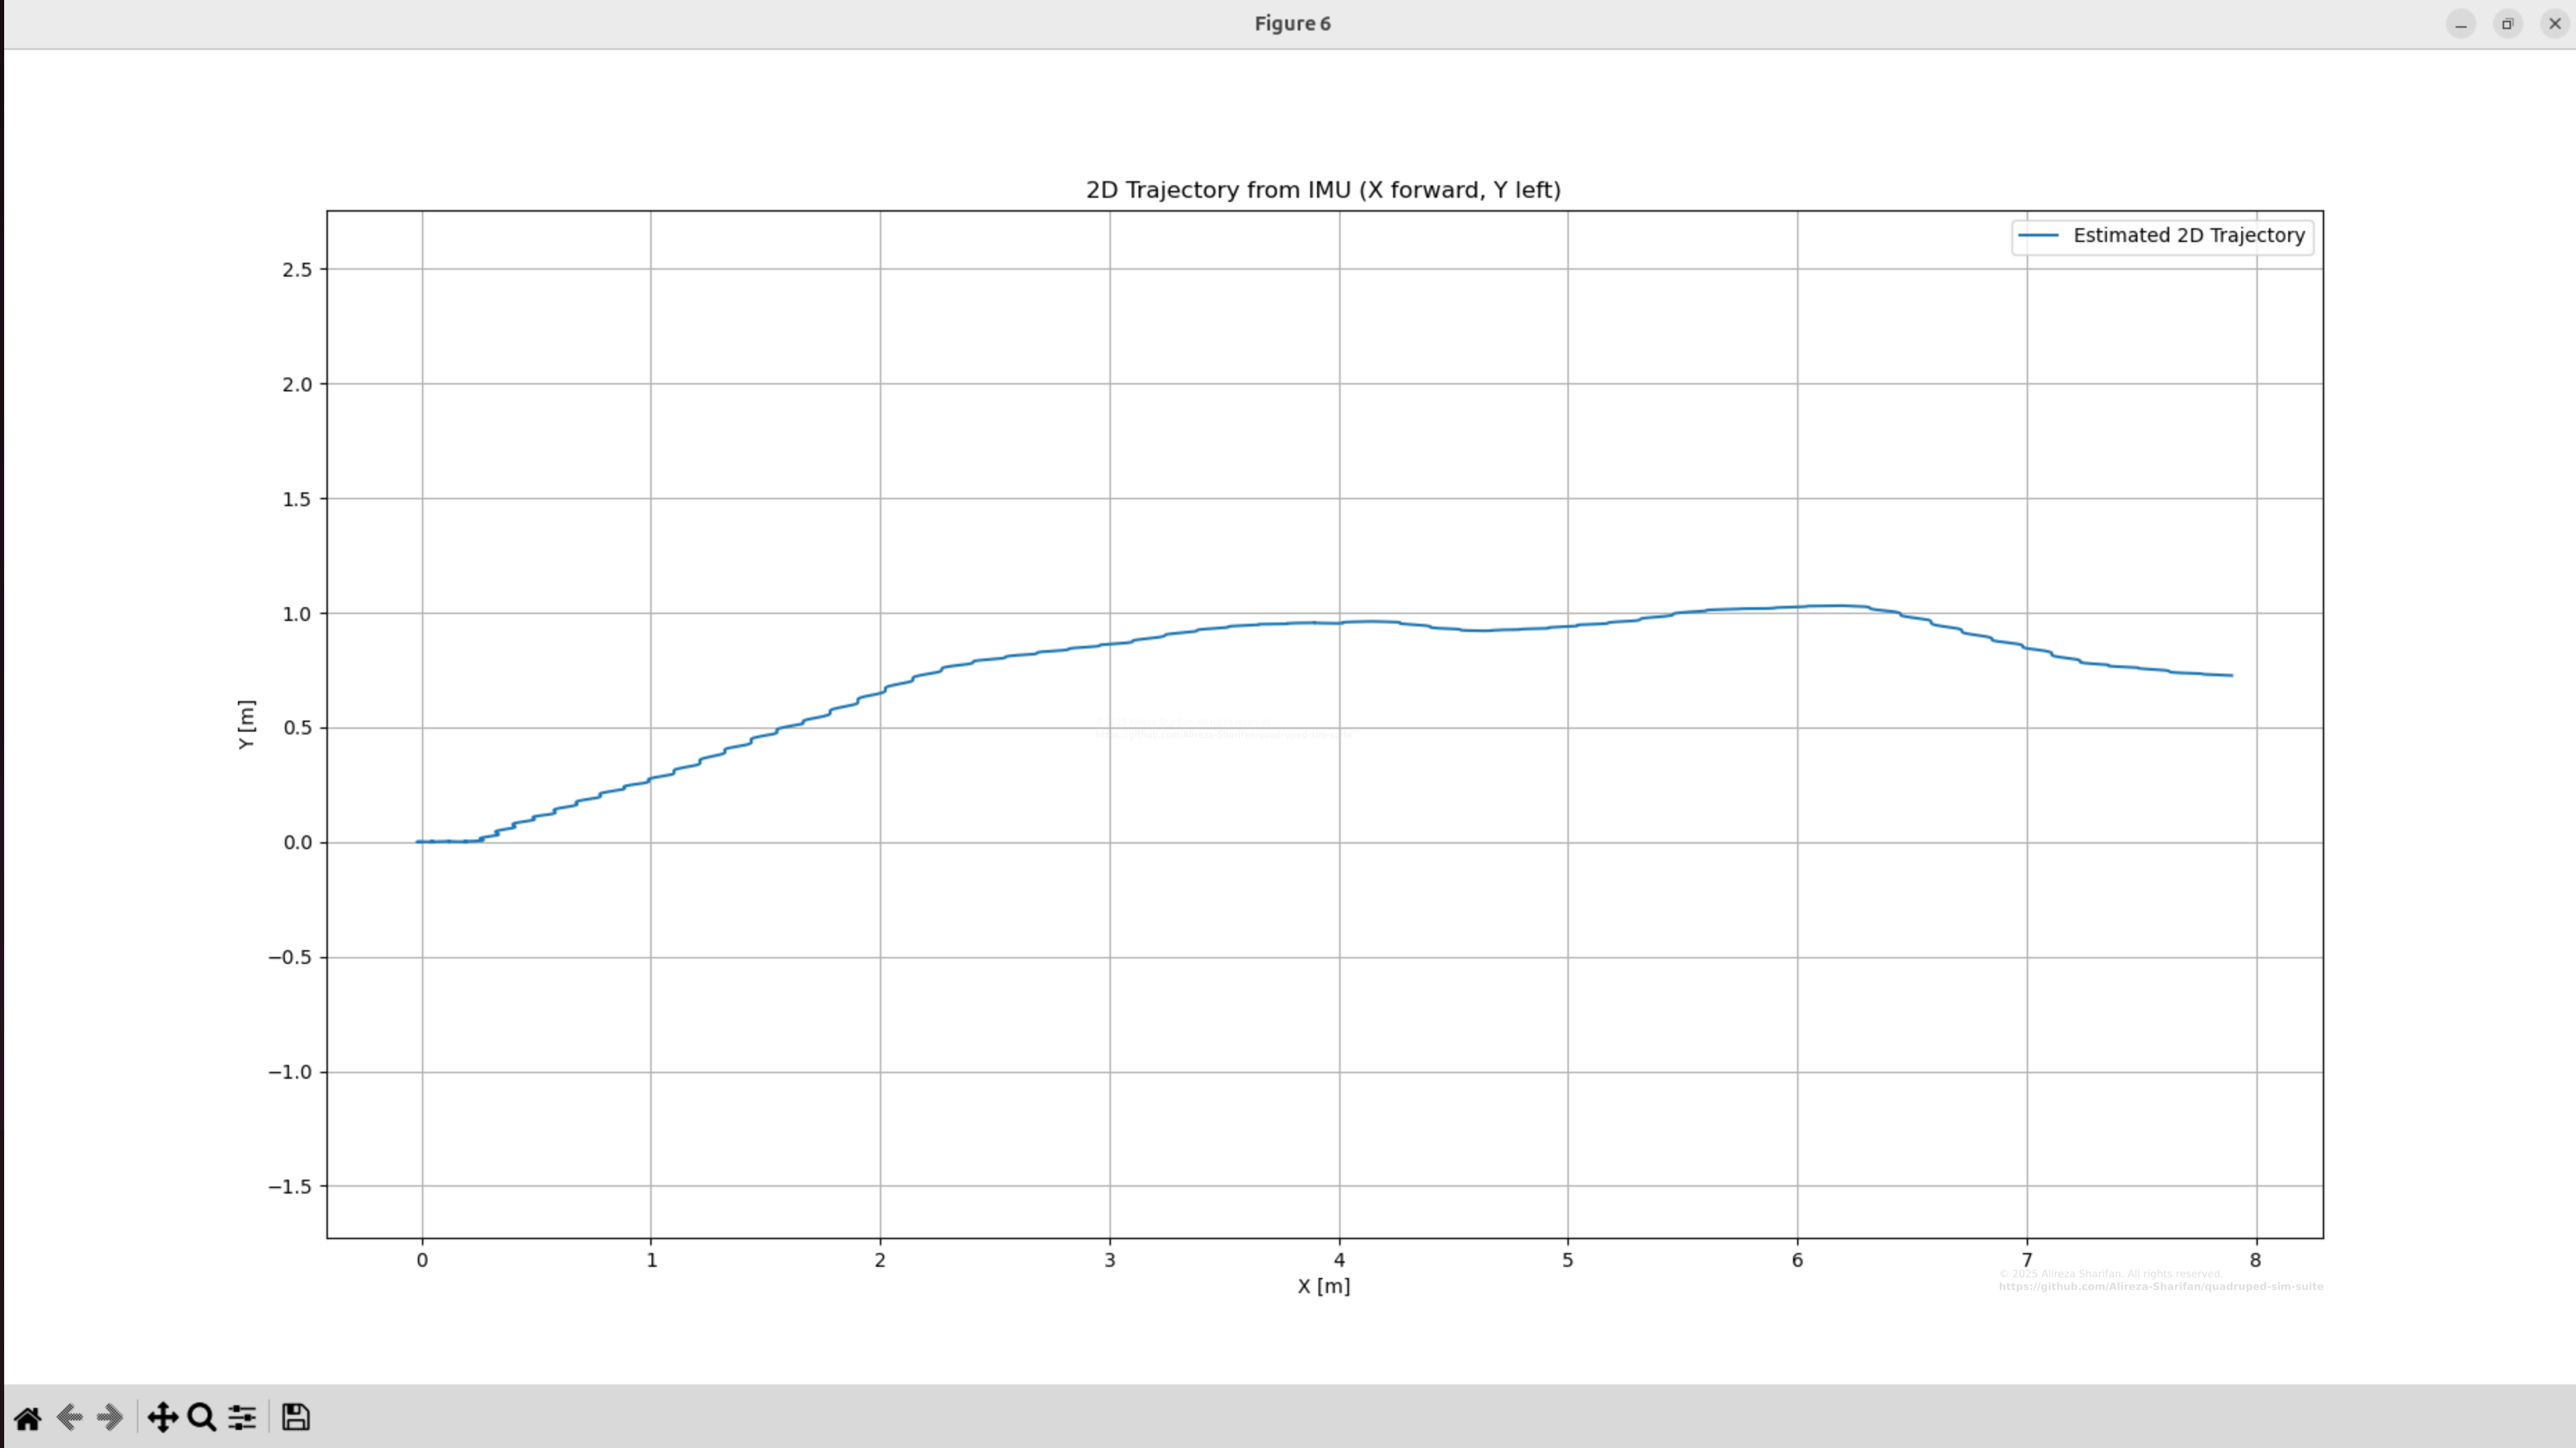 Figure 6
2D Trajectory from IMU (X forward, Y left)
Estimated 2D Trajectory
2.5
2.0
1.5
1.0
0.5
0.0
−0.5
−1.0
−1.5
Y [m]
0 1 2 3 4 5 6 7 8
X [m]
© 2025 Alireza Sharifan. All rights reserved.
https://github.com/Alireza-Sharifan/quadruped-sim-suite